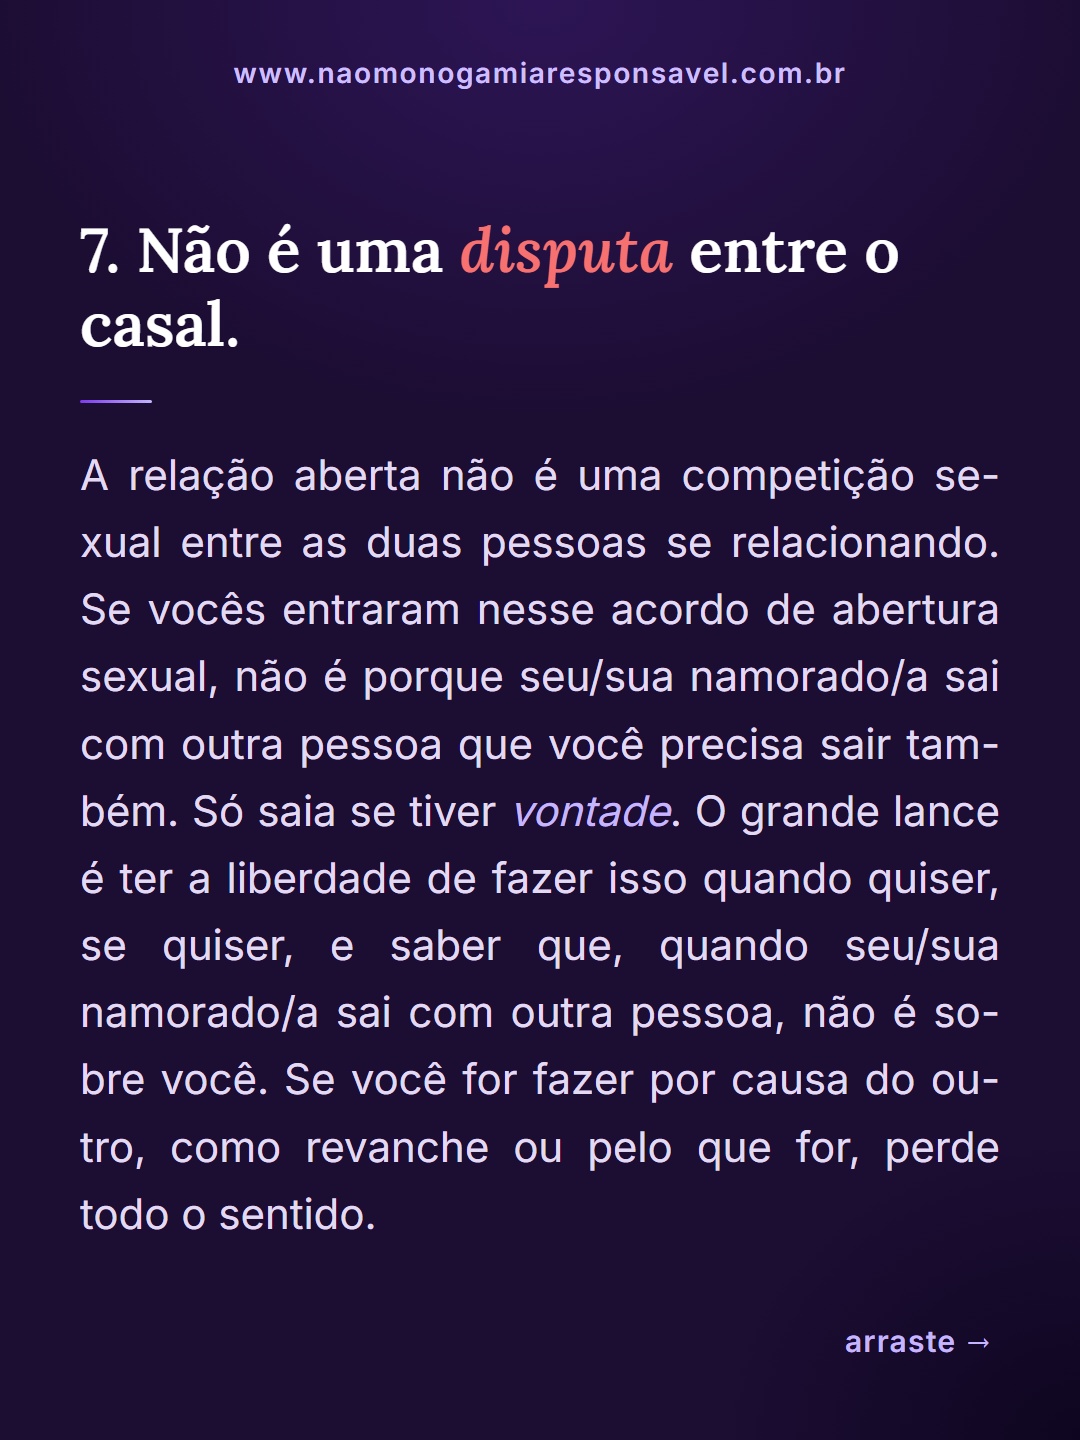 www.naomonogamiaresponsavel.com.br
7. Não é uma disputa entre o
casal.
A relação aberta não é uma competição se-
xual entre as duas pessoas se relacionando.
Se vocês entraram nesse acordo de abertura
sexual, não é porque seu/sua namorado/a sai
com outra pessoa que você precisa sair tam-
bém. Só saia se tiver vontade. O grande lance
é ter a liberdade de fazer isso quando quiser,
se quiser, e saber que, quando seu/sua
namorado/a sai com outra pessoa, não é so-
bre você. Se você for fazer por causa do ou-
tro, como revanche ou pelo que for, perde
todo o sentido.
arraste →